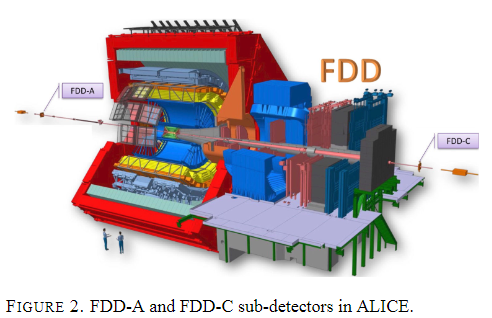 FDD
FDD-A
FDD-C
FIGURE 2. FDD-A and FDD-C sub-detectors in ALICE.